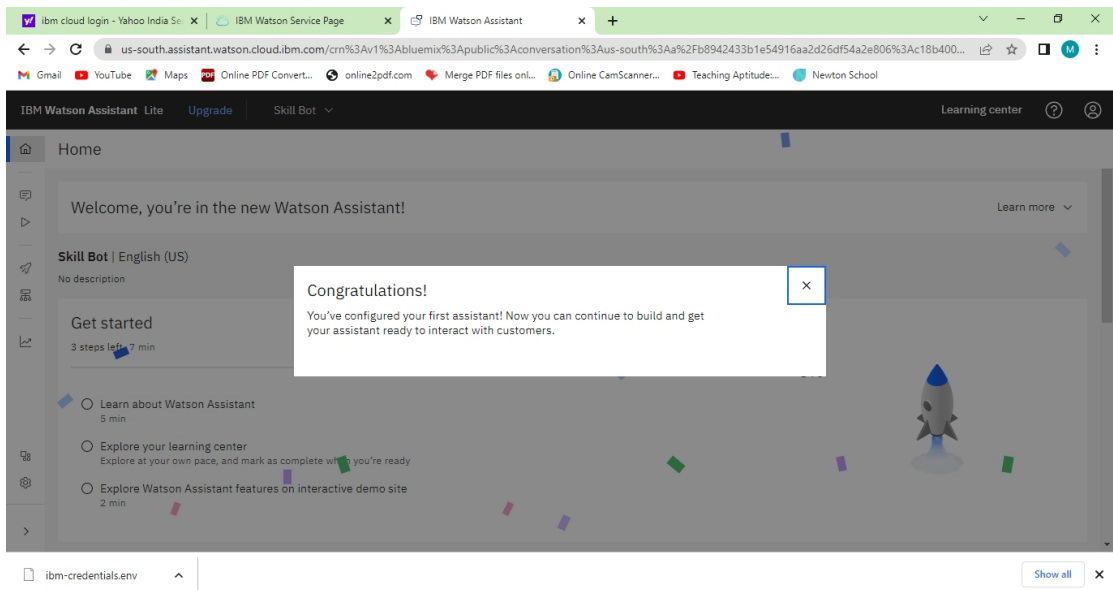 ibm cloud login - Yahoo India Se
IBM Watson Service Page
IBM Watson Assistant
us-south.assistant.watson.cloud.ibm.com/crn%3Av1%3Abluemix%3Apublic%3Aconversation%3Aus-south%3Aa%2Fb8942433b1e54916aa2d26df54a2e806%3Ac18b400...
M
Gmail
YouTube
Maps
PDF
Online PDF Convert...
online2pdf.com
Merge PDF files onl...
Online CamScanner...
Teaching Aptitude:...
Newton School
IBM Watson Assistant Lite
Upgrade
Skill Bot
Learning center
Home
Welcome, you're in the new Watson Assistant!
Learn more
Skill Bot | English (US)
No description
Congratulations!
You've configured your first assistant! Now you can continue to build and get
your assistant ready to interact with customers.
Get started
3 steps left, 7 min
Learn about Watson Assistant
5 min
Explore your learning center
Explore at your own pace, and mark as complete when you're ready
Explore Watson Assistant features on interactive demo site
2 min
ibm-credentials.env
Show all